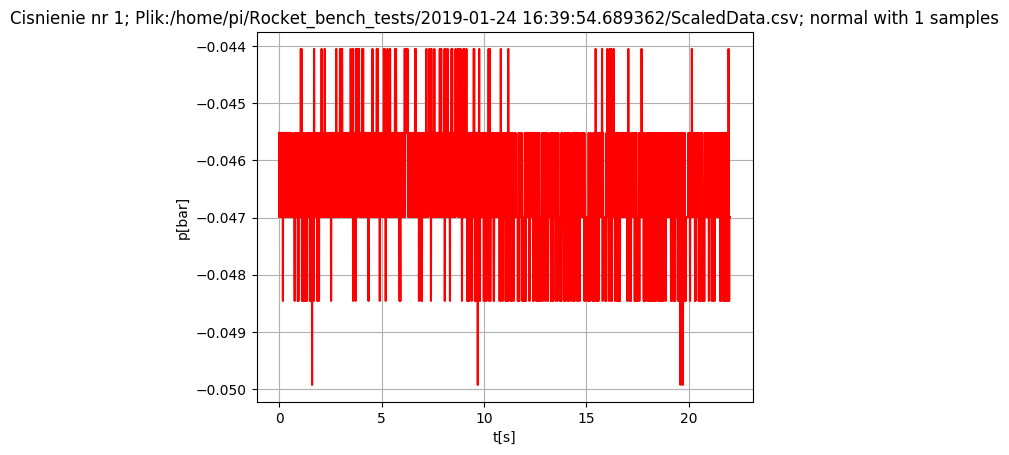 Cisnienie nr 1; Plik:/home/pi/Rocket_bench_tests/2019-01-24 16:39:54.689362/ScaledData.csv; normal with 1 samples
−0.044
−0.045
−0.046
−0.047
−0.048
−0.049
−0.050
p[bar]
0 5 10 15 20
t[s]